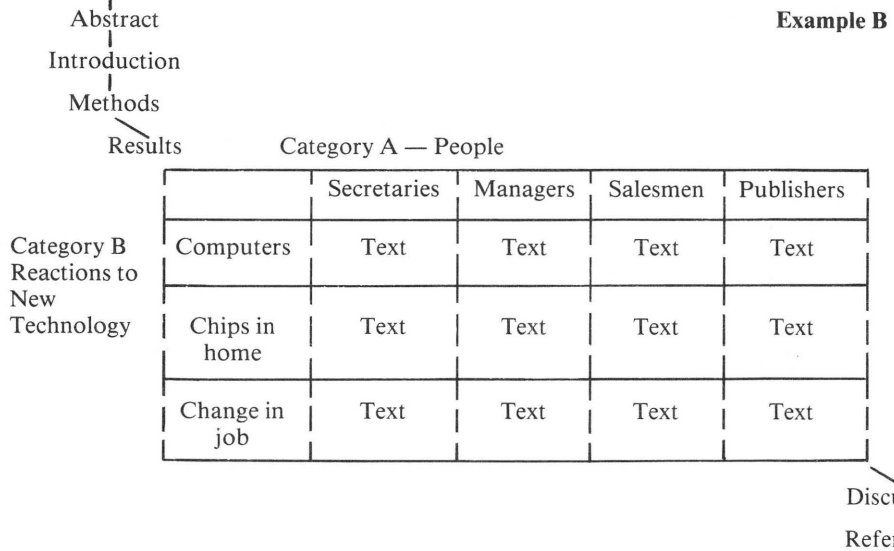 Abstract
Example B
Introduction
Methods
Results
Category A — People
Secretaries Managers Salesmen Publishers
Category B
Reactions to
New
Technology
Computers Text Text Text Text
Chips in
home
Text Text Text Text
Change in
job
Text Text Text Text